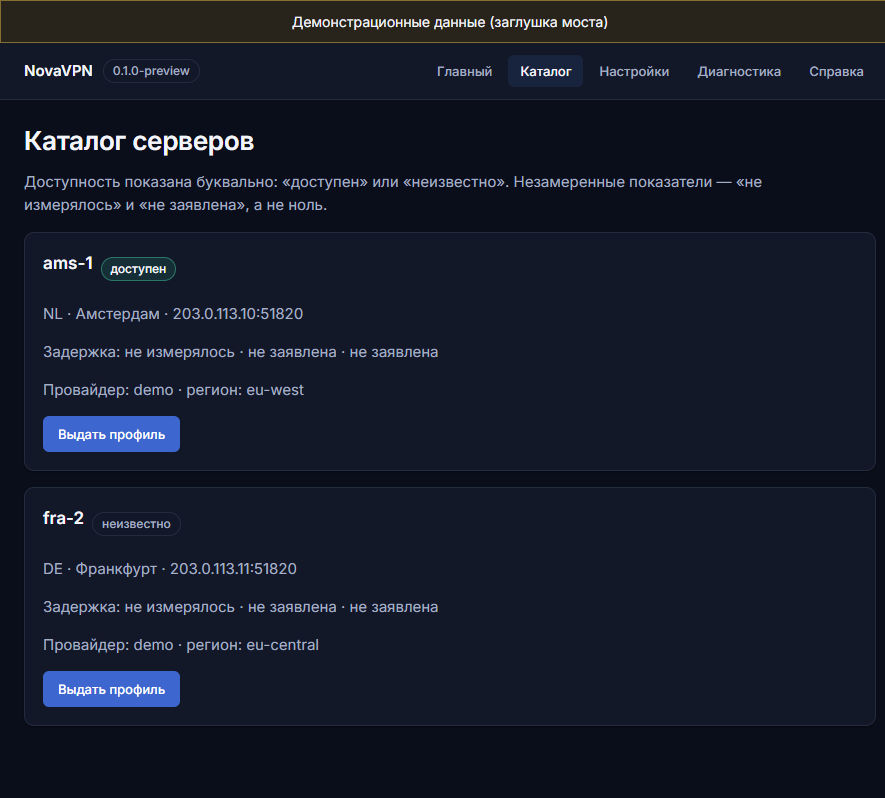 Демонстрационные данные (заглушка моста)
NovaVPN 0.1.0-preview Главный Каталог Настройки Диагностика Справка
Каталог серверов
Доступность показана буквально: «доступен» или «неизвестно». Незамеренные показатели — «не
измерялось» и «не заявлена», а не ноль.
ams-1 доступен
NL · Амстердам · 203.0.113.10:51820
Задержка: не измерялось · не заявлена · не заявлена
Провайдер: demo · регион: eu-west
Выдать профиль
fra-2 неизвестно
DE · Франкфурт · 203.0.113.11:51820
Задержка: не измерялось · не заявлена · не заявлена
Провайдер: demo · регион: eu-central
Выдать профиль